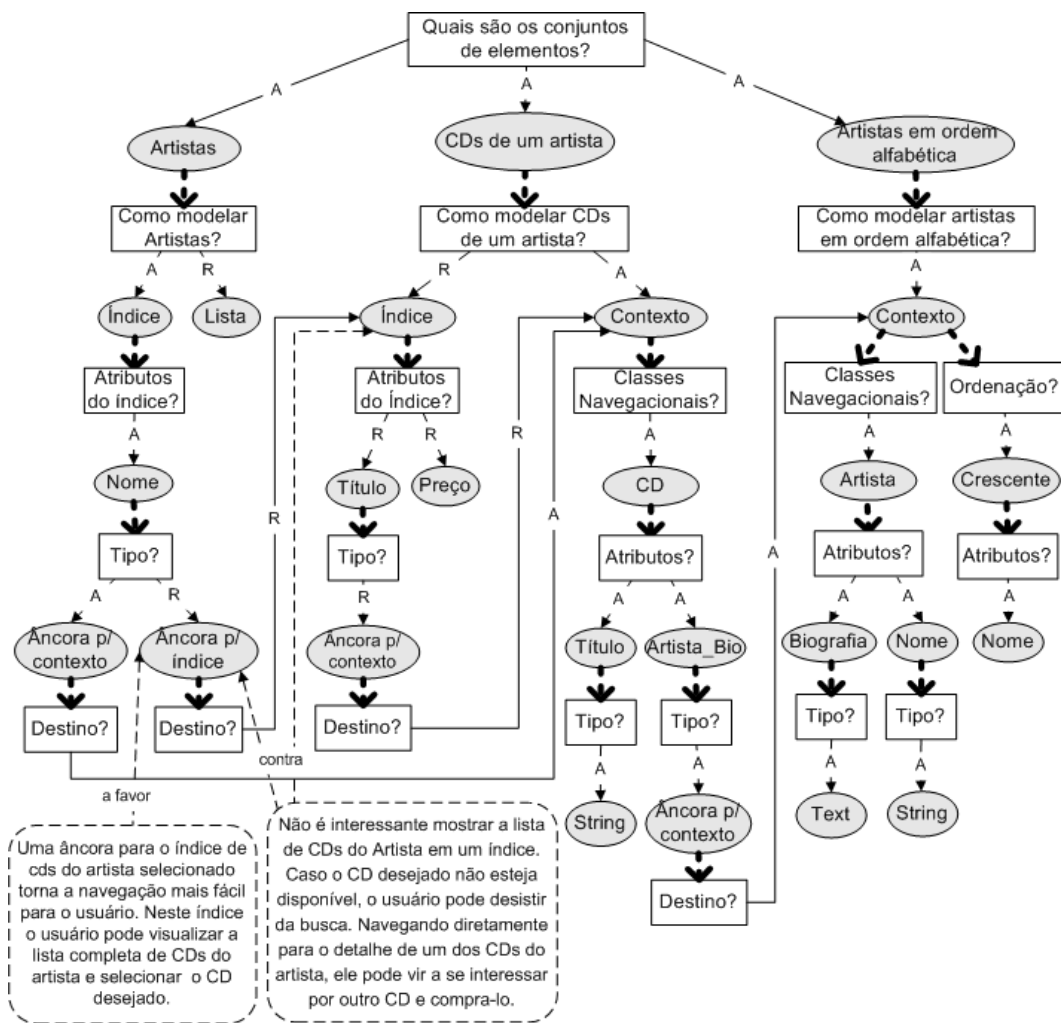 Quais são os conjuntos
de elementos?
A
A
A
Artistas
CDs de um artista
Artistas em ordem
alfabética
Como modelar
Artistas?
Como modelar CDs
de um artista?
Como modelar artistas
em ordem alfabética?
A
R
R
A
A
Índice
Lista
Índice
Contexto
Contexto
Atributos
do índice?
Atributos
do Índice?
Classes
Navegacionais?
Classes
Navegacionais?
Ordenação?
A
R
R
R
A
A
A
Nome
Título
Preço
CD
Artista
Crescente
R
A
A
Tipo?
Tipo?
Atributos?
Atributos?
Atributos?
A
R
R
A
A
A
A
A
Âncora p/
contexto
Âncora p/
índice
Âncora p/
contexto
Título
Artista_Bio
Biografia
Nome
Nome
Destino?
Destino?
Destino?
Tipo?
Tipo?
Tipo?
Tipo?
contra
a favor
A
A
A
A
String
Âncora p/
contexto
Text
String
Destino?
Uma âncora para o índice de
cds do artista selecionado
torna a navegação mais fácil
para o usuário. Neste índice
o usuário pode visualizar a
lista completa de CDs do
artista e selecionar o CD
desejado.
Não é interessante mostrar a lista
de CDs do Artista em um índice.
Caso o CD desejado não esteja
disponível, o usuário pode desistir
da busca. Navegando diretamente
para o detalhe de um dos CDs do
artista, ele pode vir a se interessar
por outro CD e compra-lo.